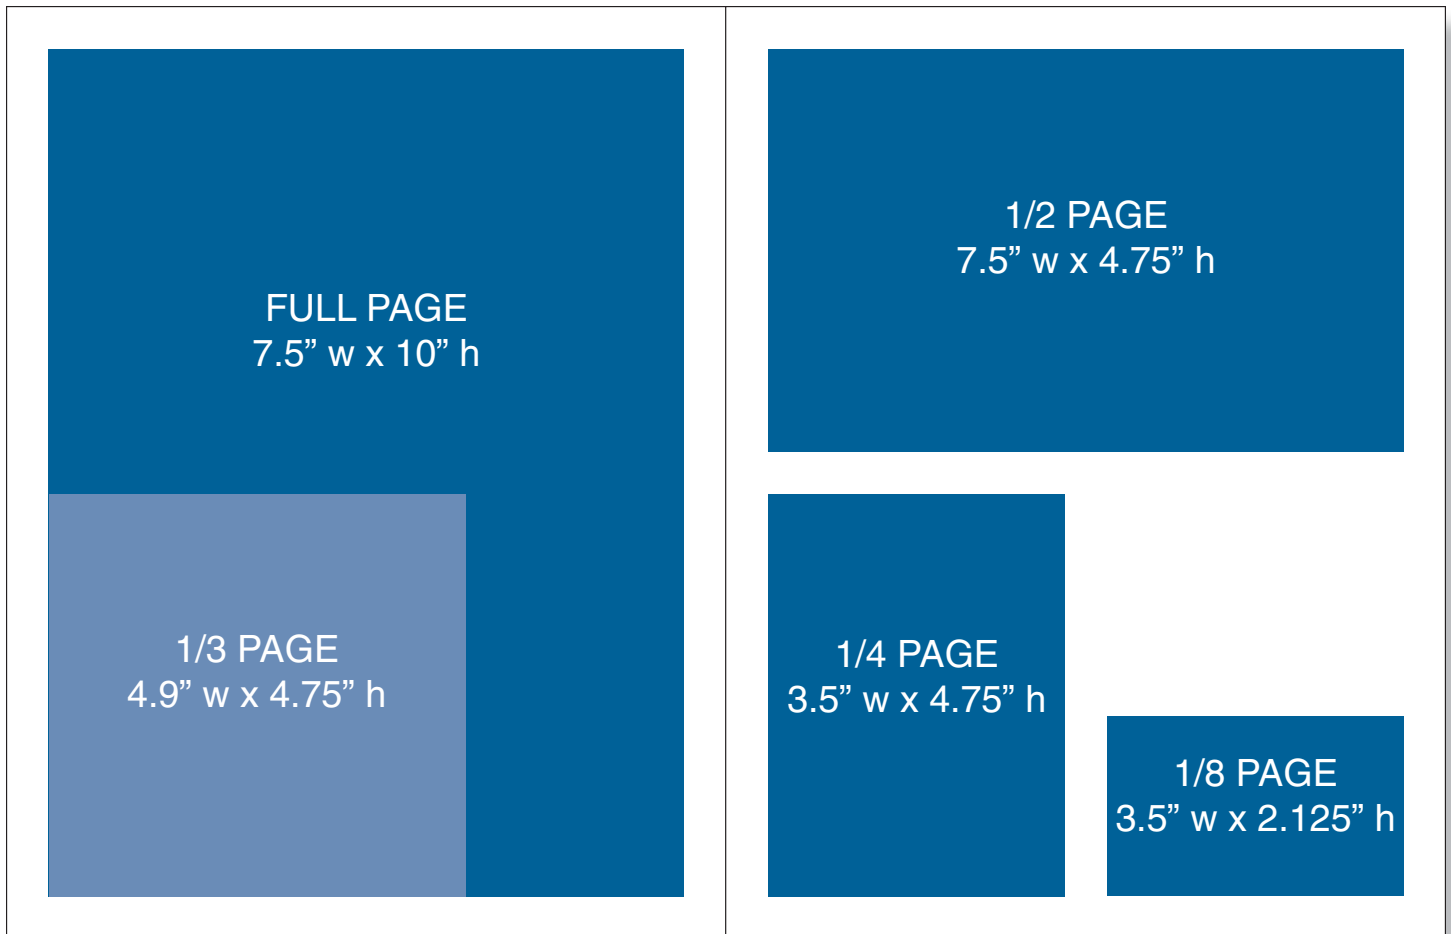 FULL PAGE
7.5” w x 10” h
1/3 PAGE
4.9” w x 4.75” h
1/2 PAGE
7.5” w x 4.75” h
1/4 PAGE
3.5” w x 4.75” h
1/8 PAGE
3.5” w x 2.125” h